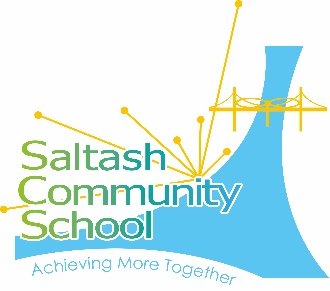 Saltash
Community
School
Achieving More Together